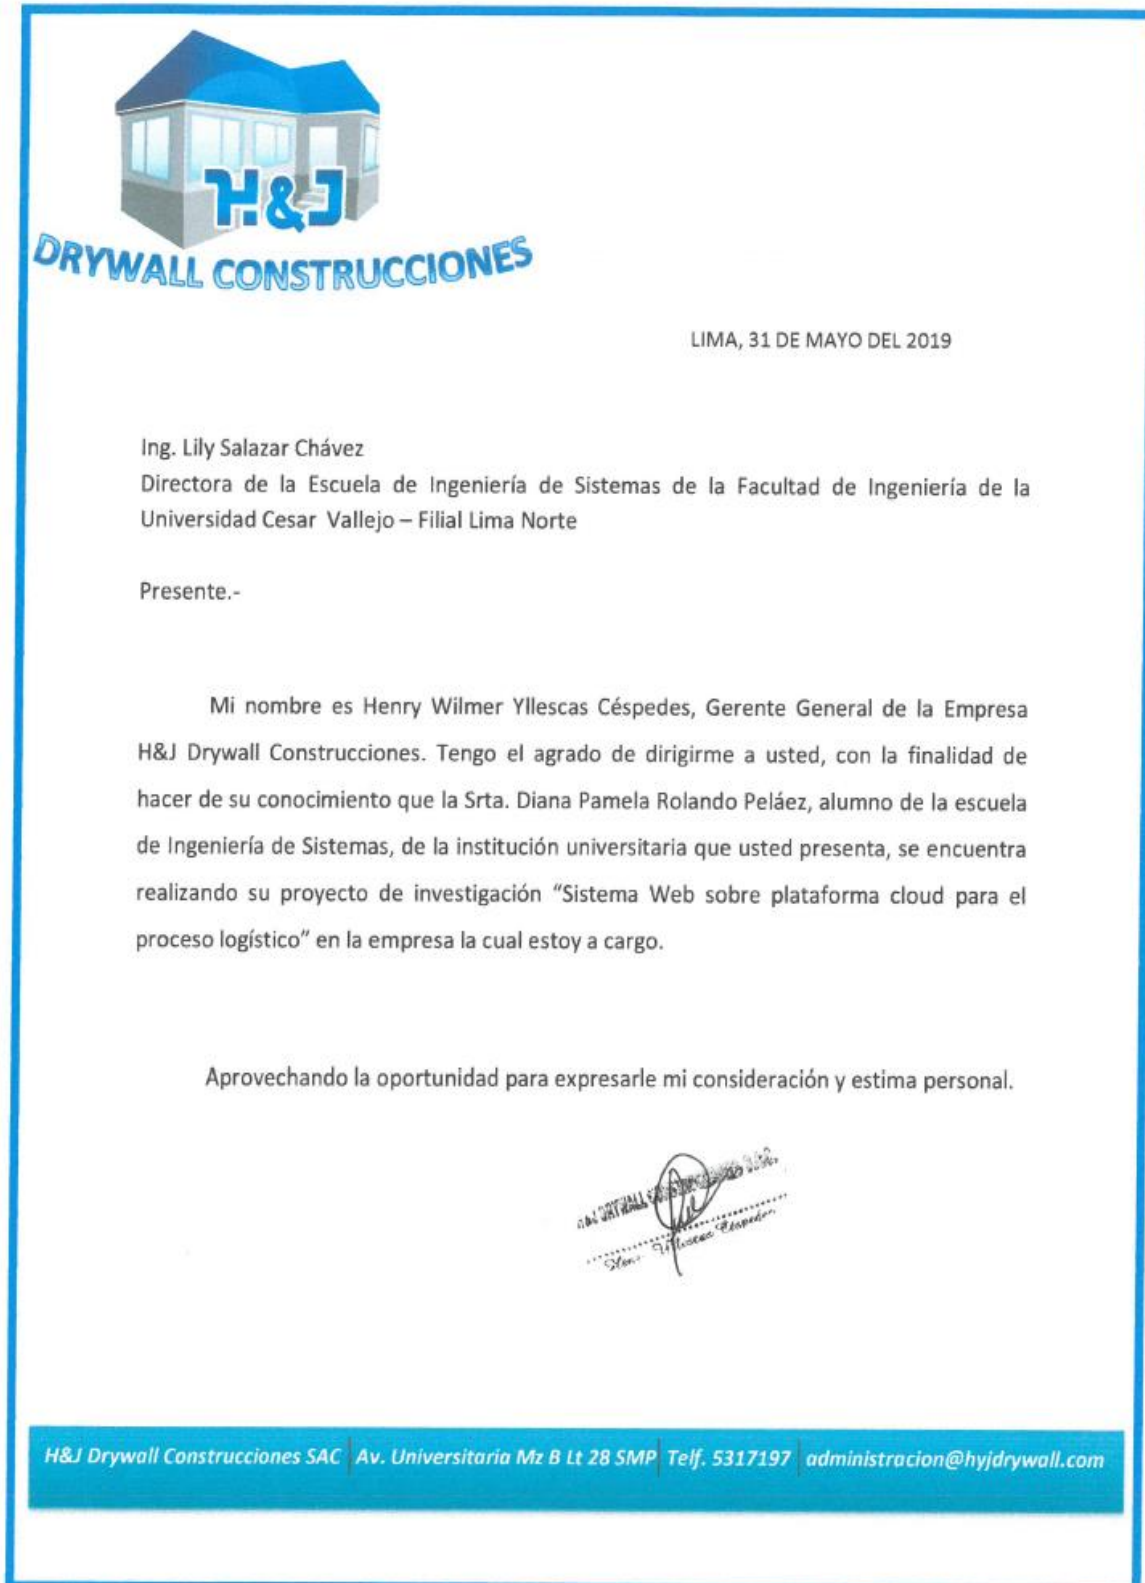 H&J
DRYWALL CONSTRUCCIONES
LIMA, 31 DE MAYO DEL 2019
Ing. Lily Salazar Chávez
Directora de la Escuela de Ingeniería de Sistemas de la Facultad de Ingeniería de la
Universidad Cesar Vallejo – Filial Lima Norte
Presente.-
Mi nombre es Henry Wilmer Yllescas Céspedes, Gerente General de la Empresa
H&J Drywall Construcciones. Tengo el agrado de dirigirme a usted, con la finalidad de
hacer de su conocimiento que la Srta. Diana Pamela Rolando Peláez, alumno de la escuela
de Ingeniería de Sistemas, de la institución universitaria que usted presenta, se encuentra
realizando su proyecto de investigación “Sistema Web sobre plataforma cloud para el
proceso logístico” en la empresa la cual estoy a cargo.
Aprovechando la oportunidad para expresarle mi consideración y estima personal.
DRYWALL
Céspedes
H&J Drywall Construcciones SAC | Av. Universitaria Mz B Lt 28 SMP | Telf. 5317197 | administracion@hyjdrywall.com